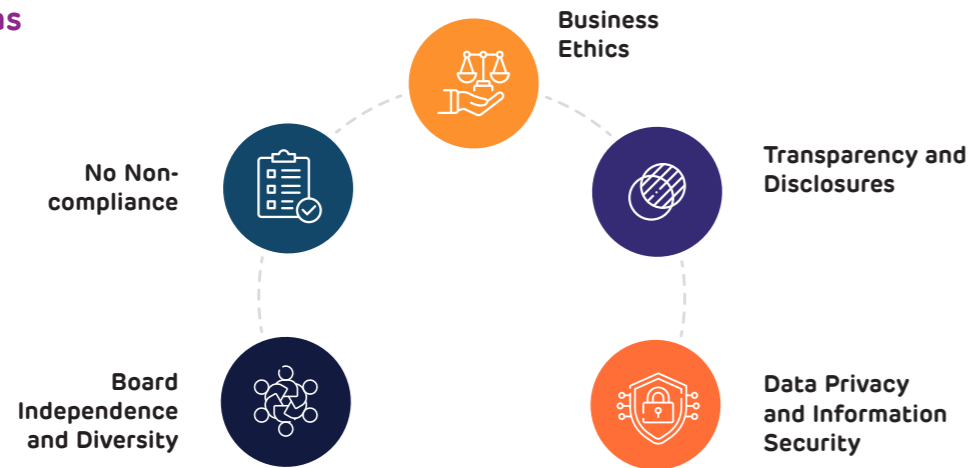 Business
Ethics
No Non-
compliance
Transparency and
Disclosures
Board
Independence
and Diversity
Data Privacy
and Information
Security